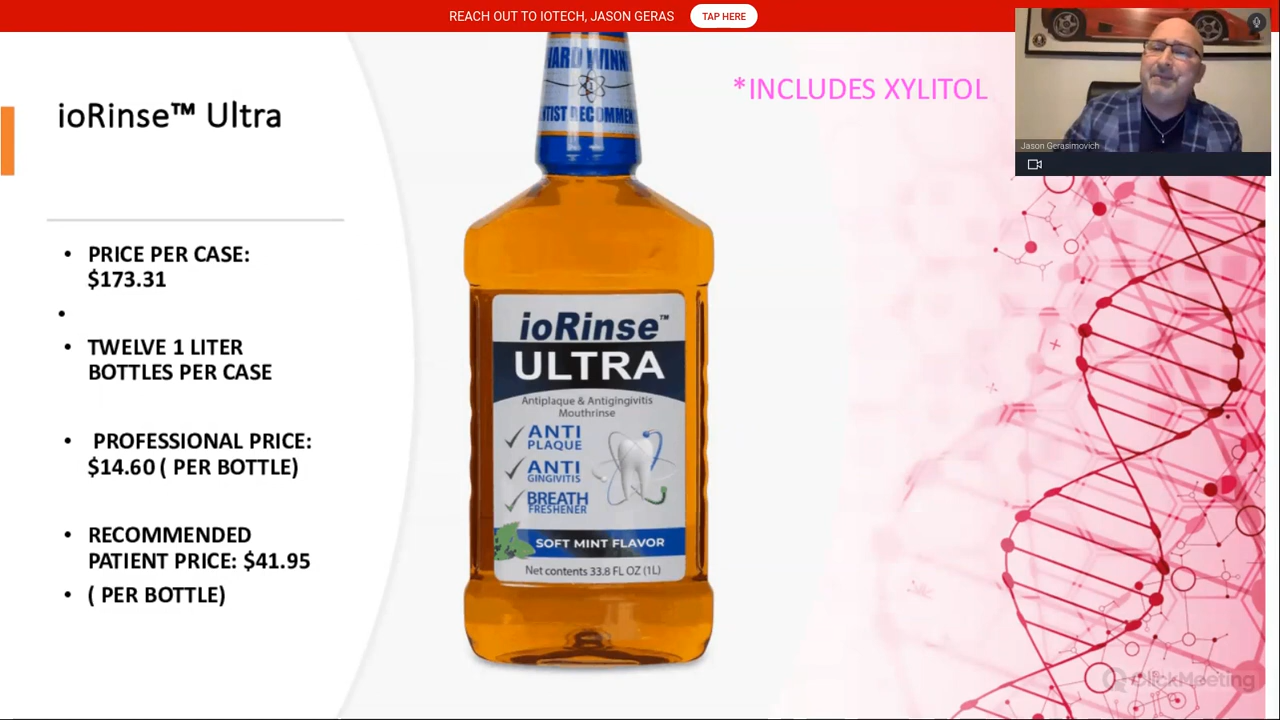 REACH OUT TO IOTECH, JASON GERAS
TAP HERE
ioRinse™ Ultra
*INCLUDES XYLITOL
Jason Gerasimovich
• PRICE PER CASE:
$173.31
•
• TWELVE 1 LITER
BOTTLES PER CASE
• PROFESSIONAL PRICE:
$14.60 ( PER BOTTLE)
• RECOMMENDED
PATIENT PRICE: $41.95
• ( PER BOTTLE)
ioRinse™
ULTRA
Antiplaque & Antigingivitis
Mouthrinse
ANTI
PLAQUE
ANTI
GINGIVITIS
BREATH
FRESHENER
SOFT MINT FLAVOR
Net contents 33.8 FL OZ (1L)
ClickMeeting